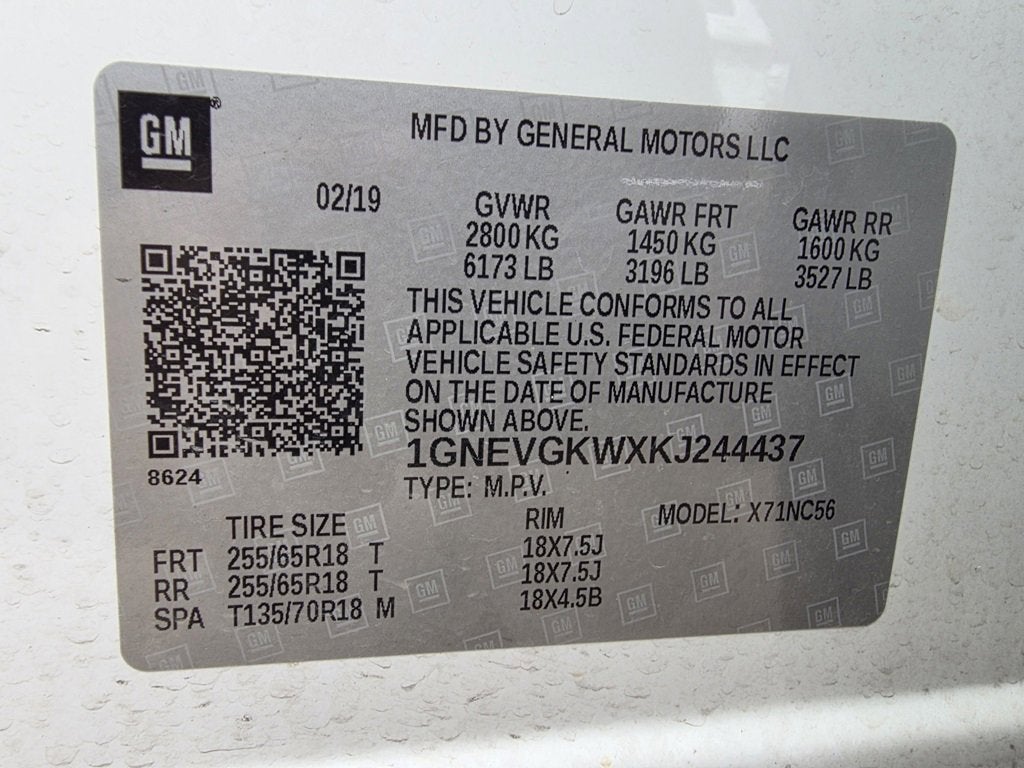 GM
MFD BY GENERAL MOTORS LLC
02/19
GVWR GAWR FRT GAWR RR
2800 KG 1450 KG 1600 KG
6173 LB 3196 LB 3527 LB
THIS VEHICLE CONFORMS TO ALL
APPLICABLE U.S. FEDERAL MOTOR
VEHICLE SAFETY STANDARDS IN EFFECT
ON THE DATE OF MANUFACTURE
SHOWN ABOVE.
8624
1GNEVGKWXKJ244437
TYPE: M.P.V.
TIRE SIZE RIM MODEL: X71NC56
FRT 255/65R18 T 18X7.5J
RR 255/65R18 T 18X7.5J
SPA T135/70R18 M 18X4.5B